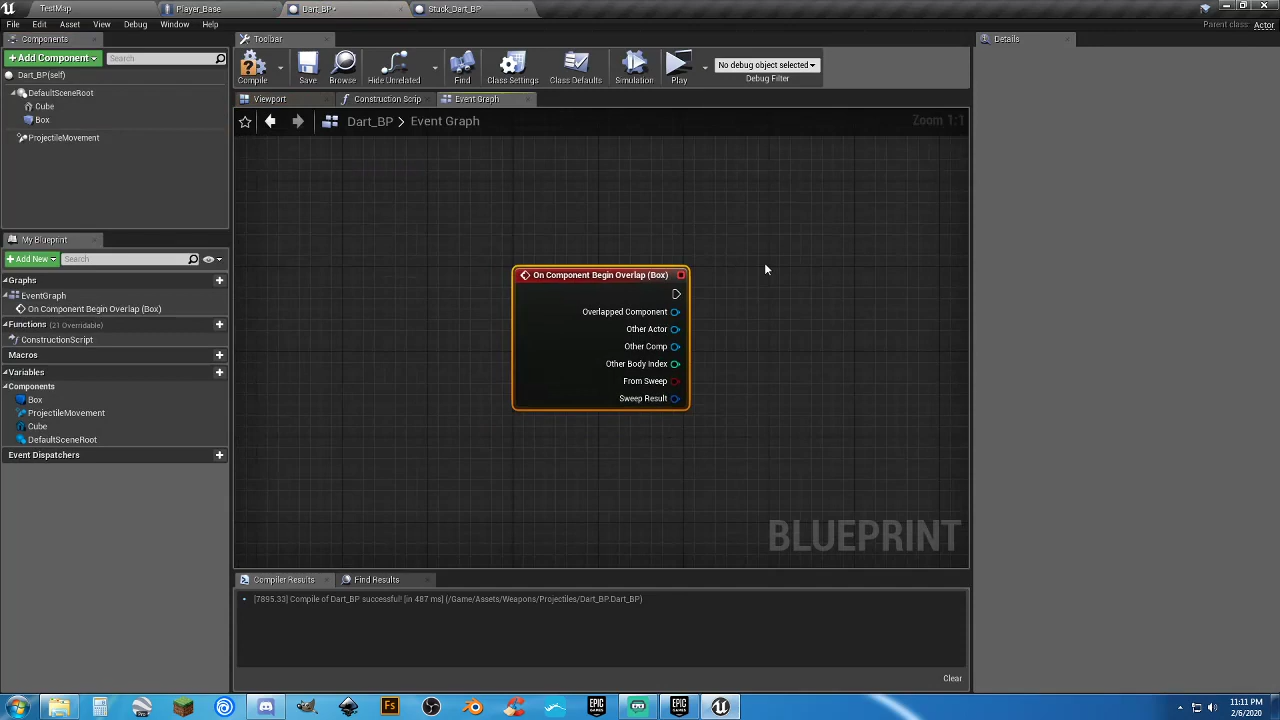 TestMap
Player_Base
Dart_BP*
Stuck_Dart_BP
File
Edit
Asset
View
Debug
Window
Help
Parent class: Actor
Components
+ Add Component
Search
Dart_BP(self)
DefaultSceneRoot
Cube
Box
ProjectileMovement
My Blueprint
+ Add New
Search
Graphs
EventGraph
On Component Begin Overlap (Box)
Functions (21 Overridable)
ConstructionScript
Macros
Variables
Components
Box
ProjectileMovement
Cube
DefaultSceneRoot
Event Dispatchers
Toolbar
Compile
Save
Browse
Hide Unrelated
Find
Class Settings
Class Defaults
Simulation
Play
No debug object selected
Debug Filter
Viewport
Construction Scrip
Event Graph
Dart_BP > Event Graph
Zoom 1:1
On Component Begin Overlap (Box)
Overlapped Component
Other Actor
Other Comp
Other Body Index
From Sweep
Sweep Result
BLUEPRINT
Compiler Results
Find Results
[7895.33] Compile of Dart_BP successful! [in 487 ms] (/Game/Assets/Weapons/Projectiles/Dart_BP.Dart_BP)
Clear
Details
Pro
Fs
EPIC GAMES
EPIC GAMES
11:11 PM
2/6/2020